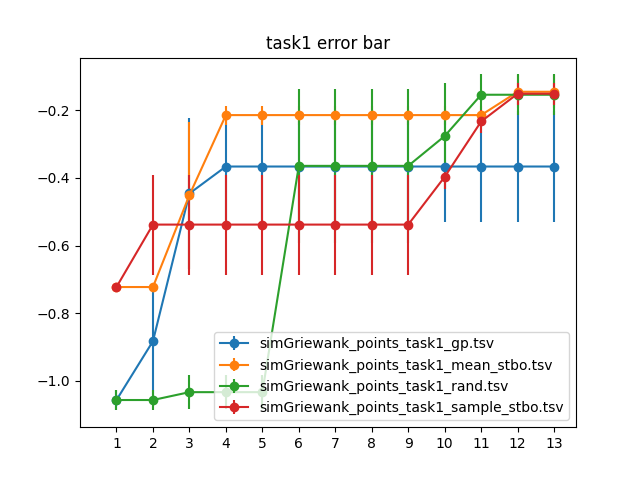 task1 error bar
−0.2
−0.4
−0.6
−0.8
−1.0
simGriewank_points_task1_gp.tsv
simGriewank_points_task1_mean_stbo.tsv
simGriewank_points_task1_rand.tsv
simGriewank_points_task1_sample_stbo.tsv
1 2 3 4 5 6 7 8 9 10 11 12 13